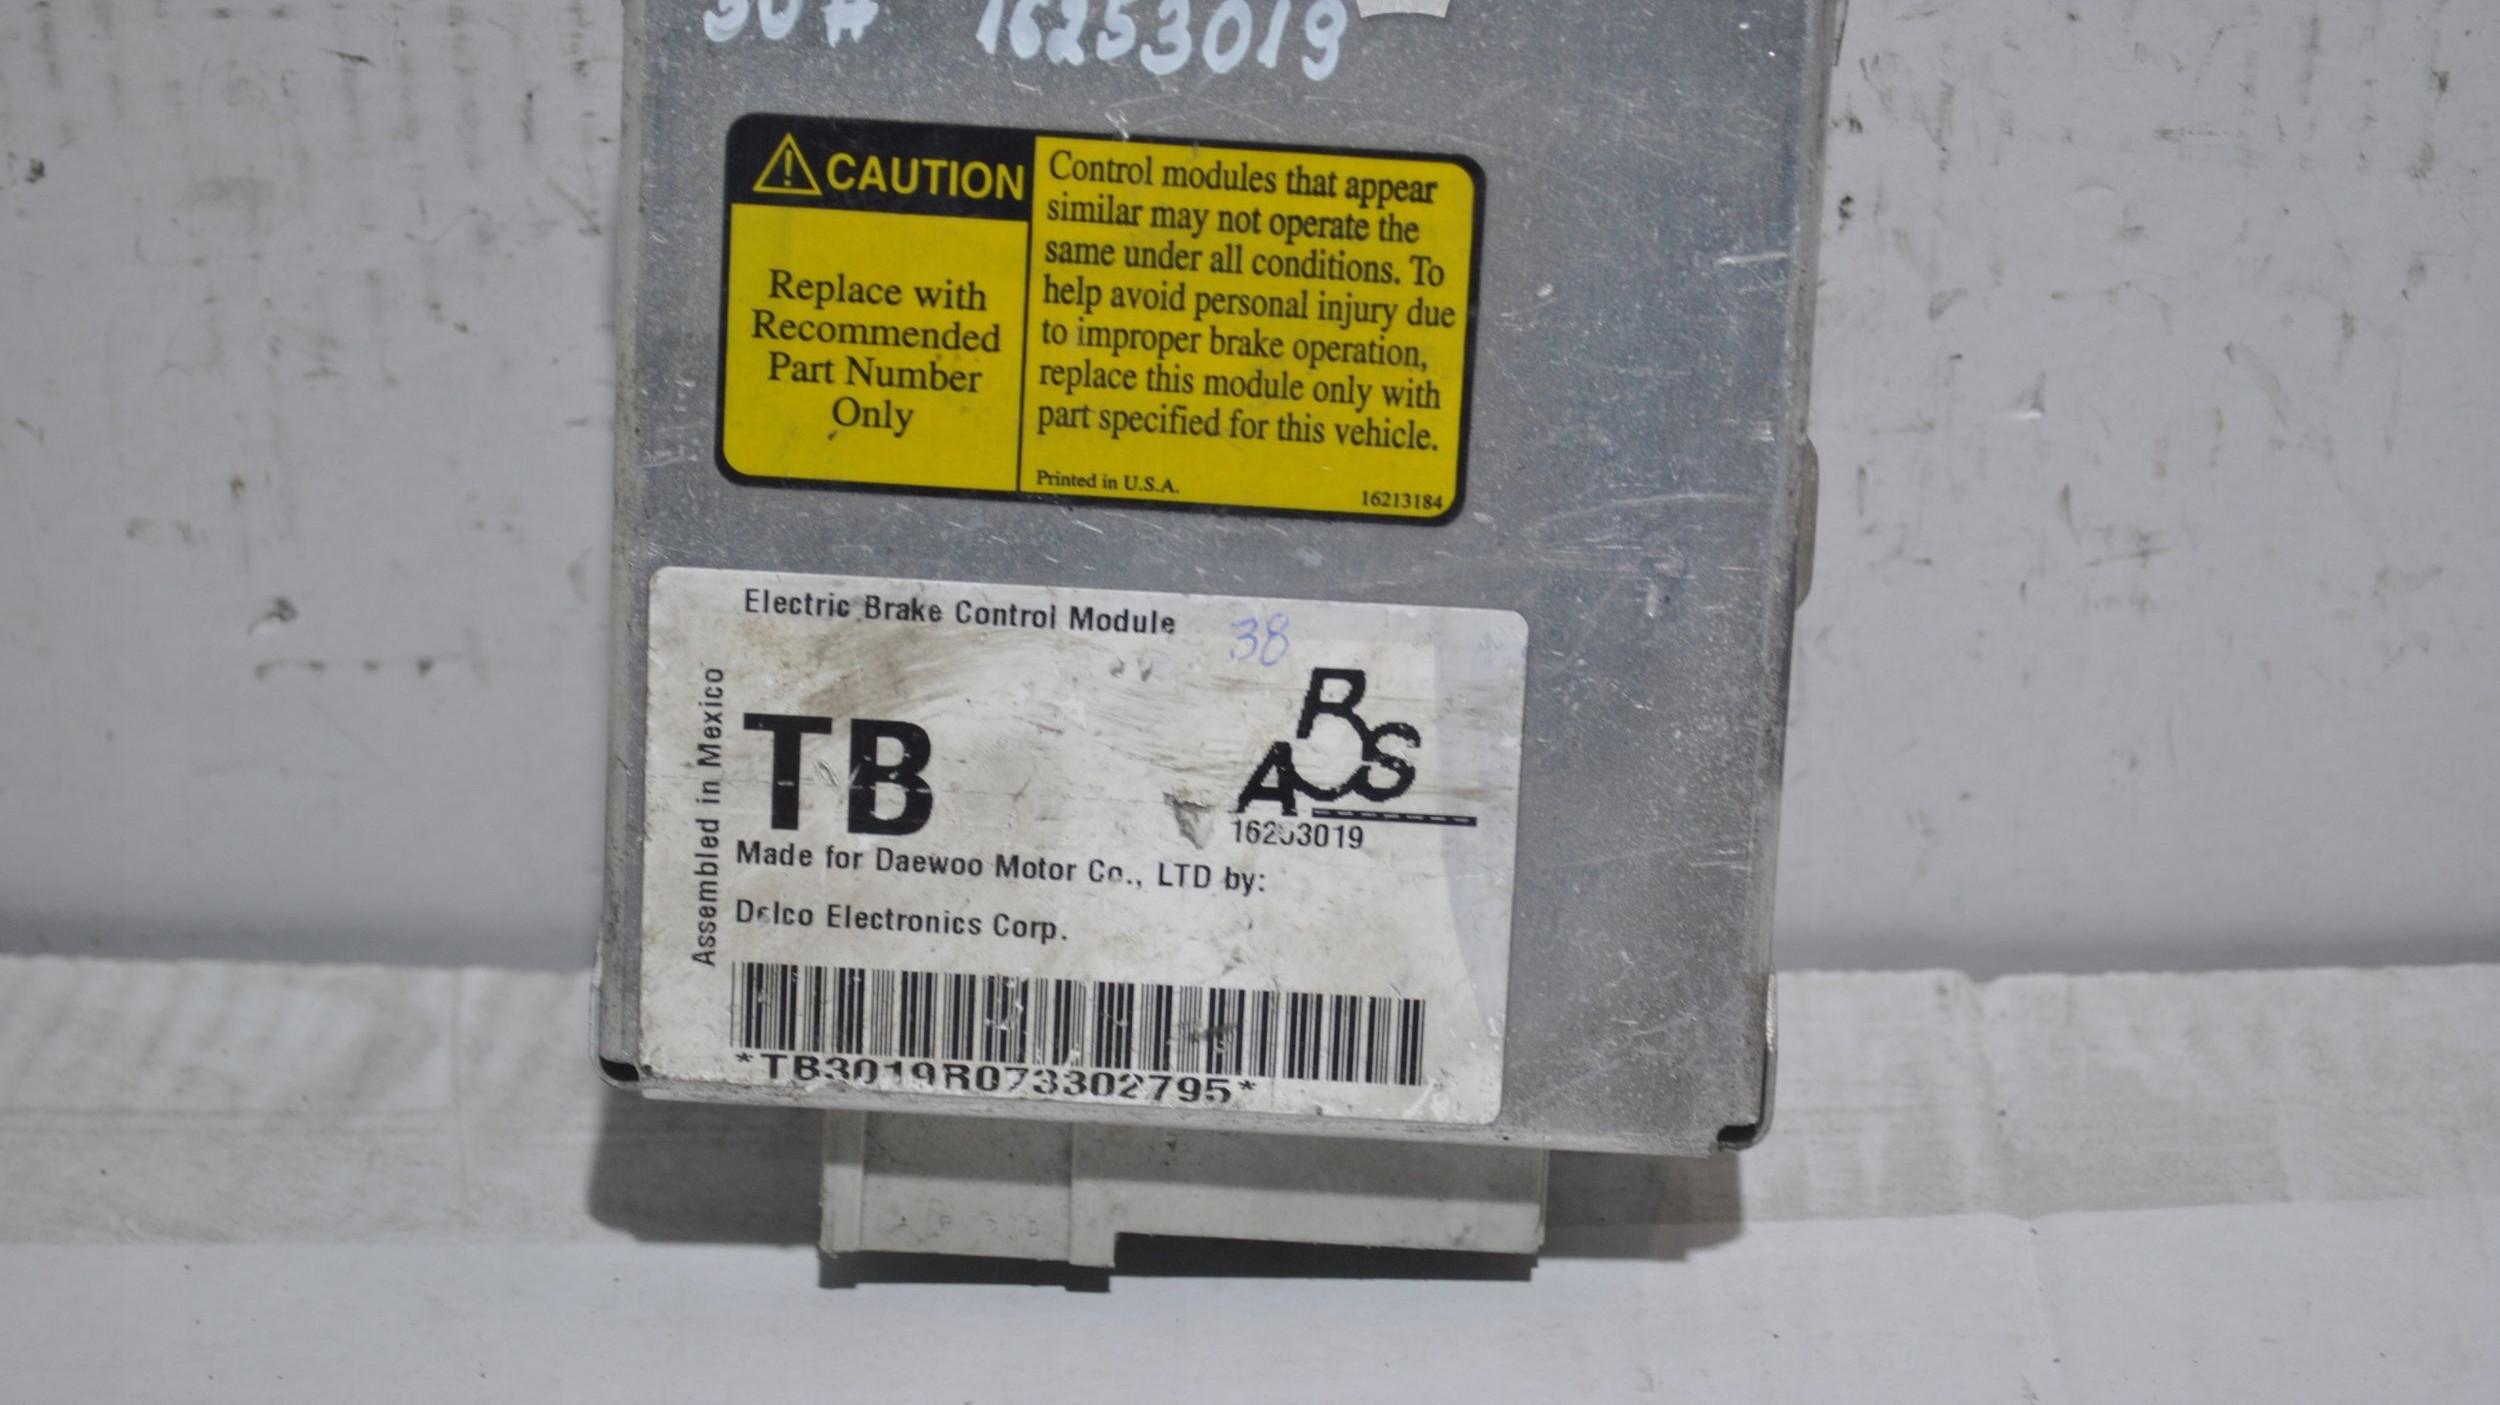 16253019
CAUTION
Replace with
Recommended
Part Number
Only
Control modules that appear
similar may not operate the
same under all conditions. To
help avoid personal injury due
to improper brake operation,
replace this module only with
part specified for this vehicle.
Printed in U.S.A.
16213184
Electric Brake Control Module
38
Assembled in Mexico
TB
ABS
16253019
Made for Daewoo Motor Co., LTD by:
Delco Electronics Corp.
*TB3019R073302795*